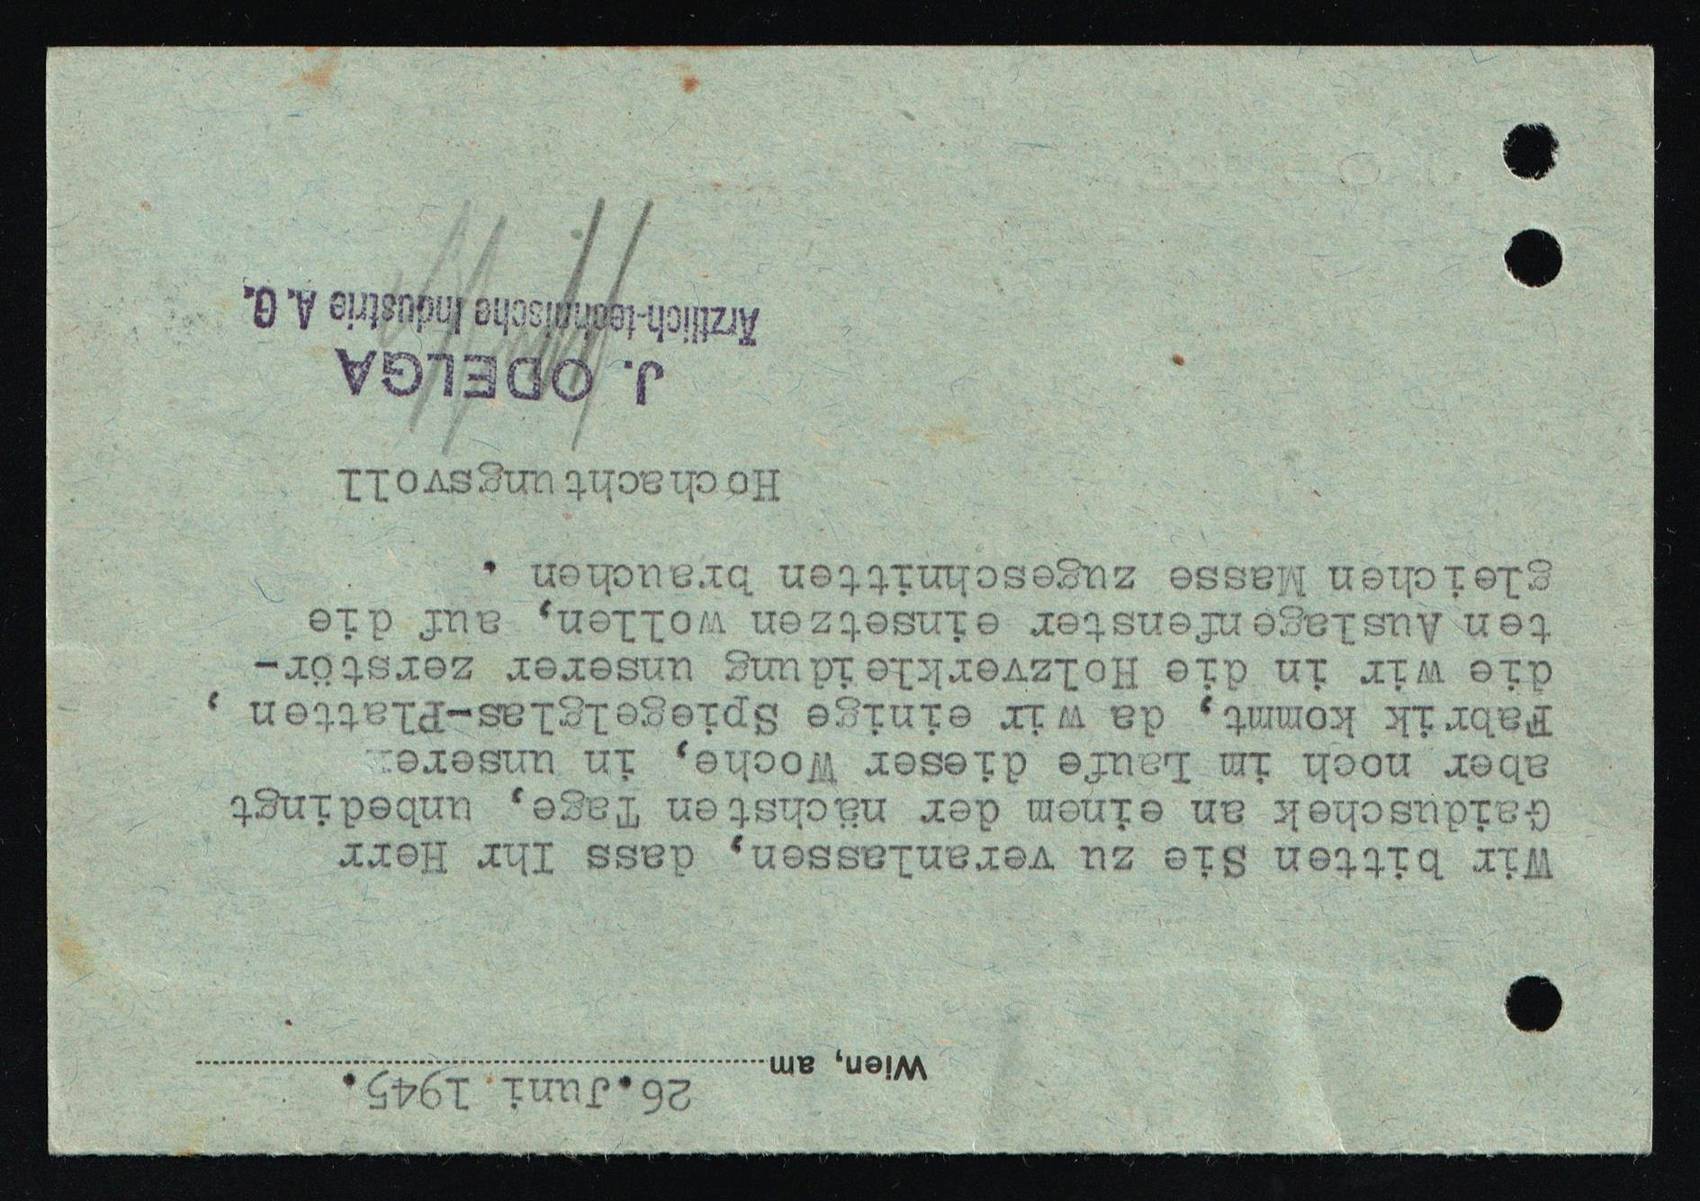 26.Juni 1945.
Wien, am
Wir bitten Sie zu veranlassen, dass Ihr Herr
Gaiduschek an einem der nächsten Tage, unbedingt
aber noch im Laufe dieser Woche, in unserer
Fabrik kommt, da wir einige Spiegelglas-Platten,
die wir in die Holzverkleidung unserer zerstör-
ten Auslagenfenster einsetzen wollen, auf die
gleichen Masse zugeschnitten brauchen.
Hochachtungsvoll
J. ODELGA
Ärztlich-technische Industrie A. G.